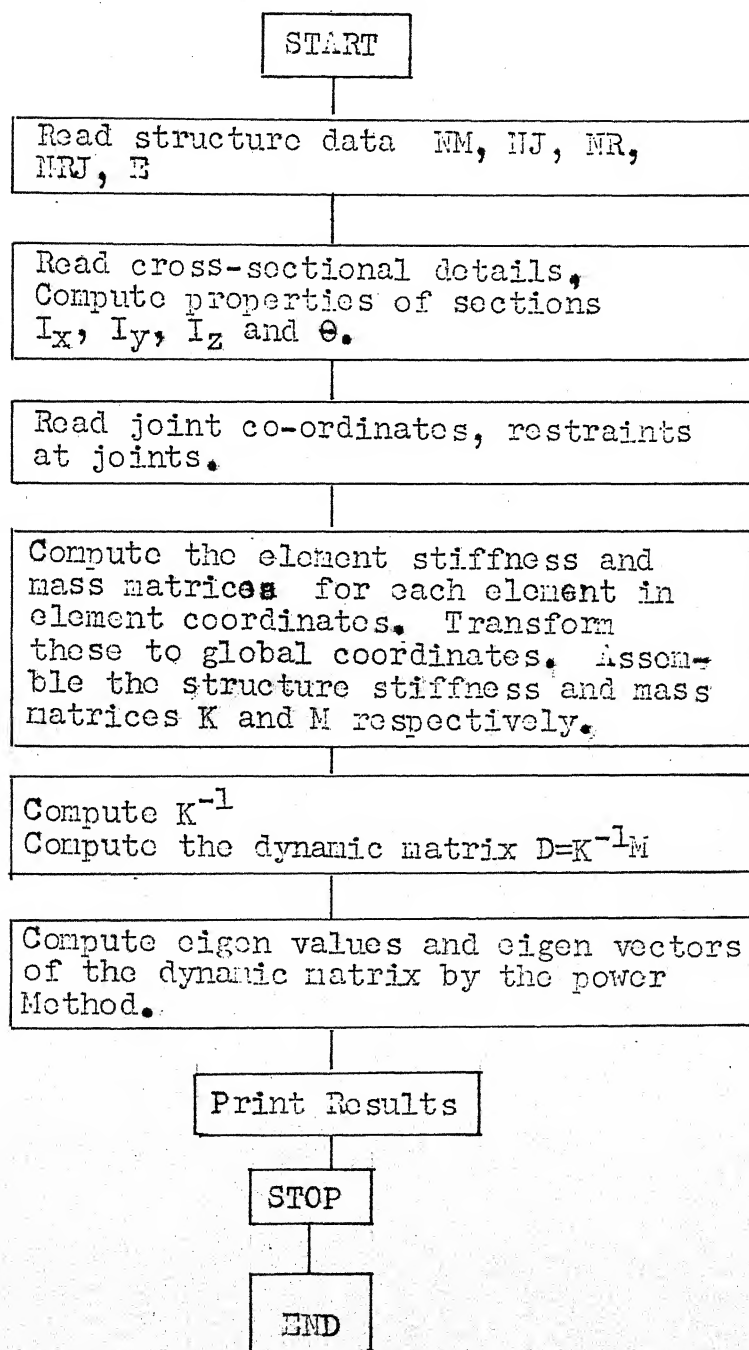 START
Read structure data NM, NJ, NR,
NRJ, E
Read cross-sectional details,
Compute properties of sections
I_x, I_y, I_z and θ.
Read joint co-ordinates, restraints
at joints.
Compute the element stiffness and
mass matrices for each element in
element coordinates. Transform
these to global coordinates. Assem-
ble the structure stiffness and mass
matrices K and M respectively.
Compute K⁻¹
Compute the dynamic matrix D=K⁻¹M
Compute eigen values and eigen vectors
of the dynamic matrix by the power
Method.
Print Results
STOP
END